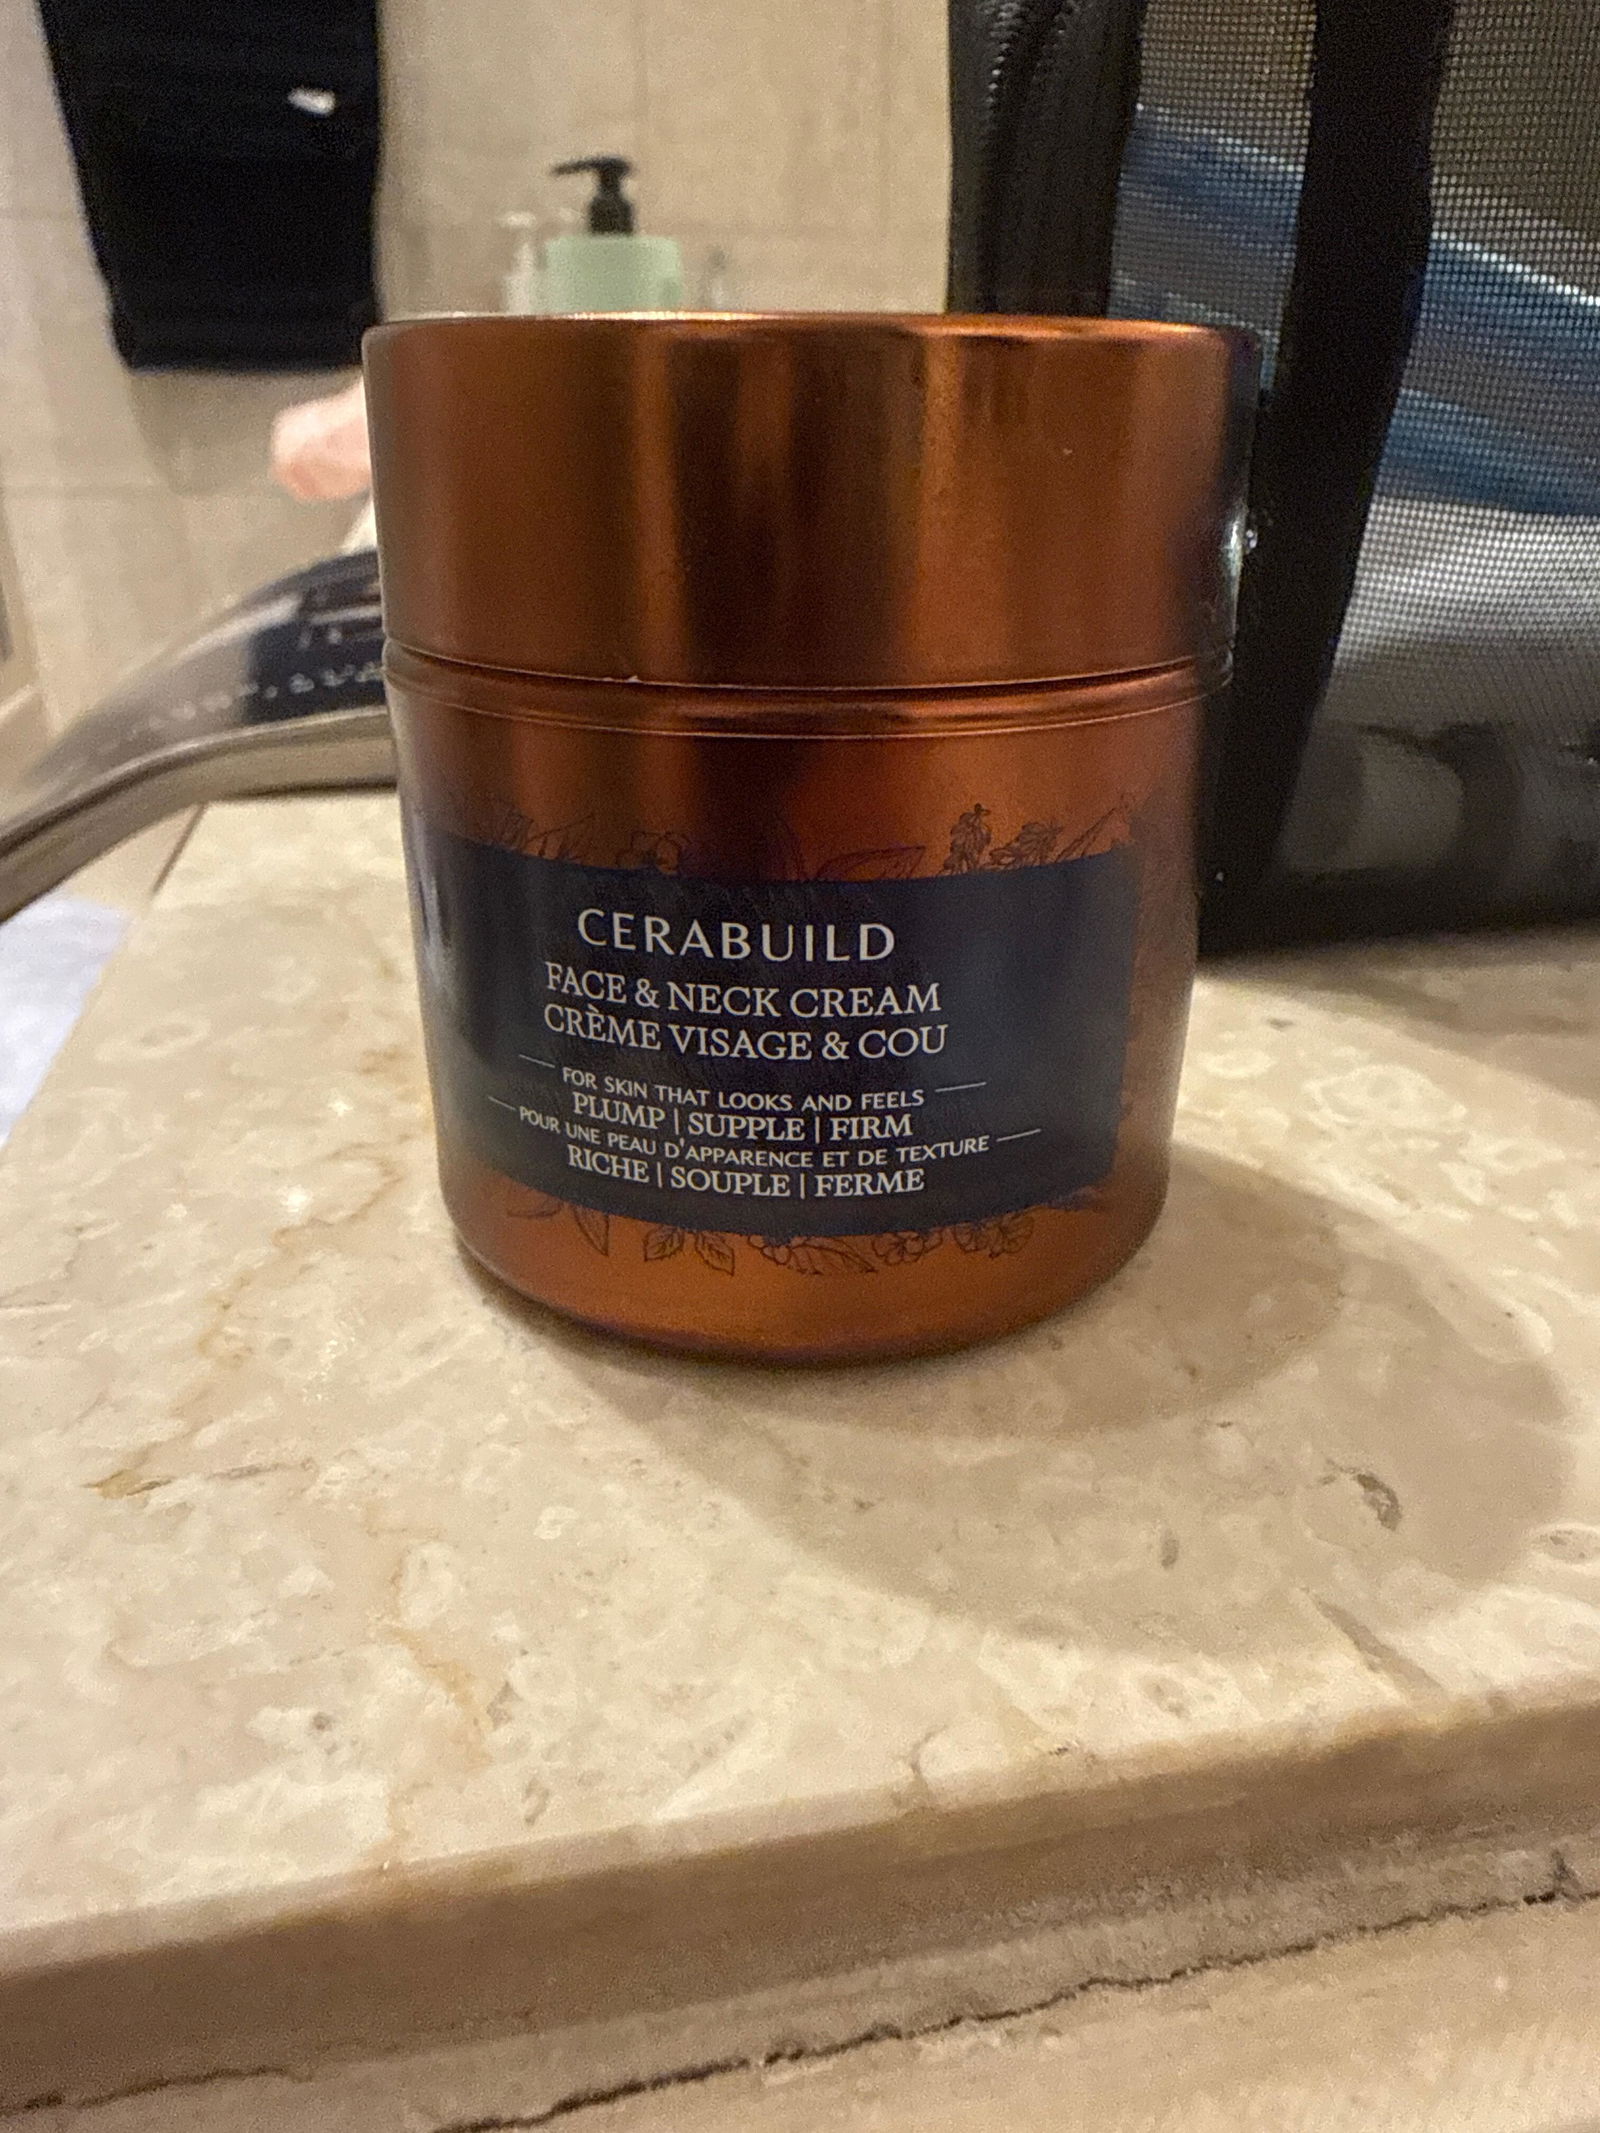 CERABUILD
FACE & NECK CREAM
CRÈME VISAGE & COU
FOR SKIN THAT LOOKS AND FEELS
PLUMP | SUPPLE | FIRM
POUR UNE PEAU D'APPARENCE ET DE TEXTURE
RICHE | SOUPLE | FERME